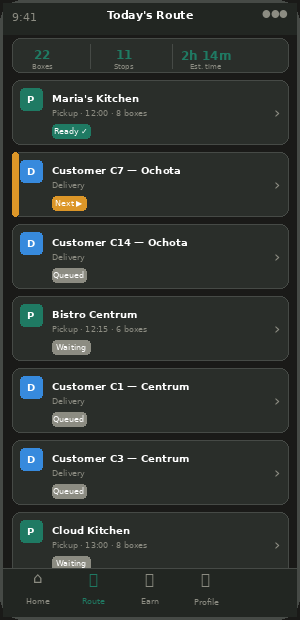 9:41
Today's Route
22
11
2h 14m
Boxes
Stops
Est. time
P
Maria's Kitchen
Pickup · 12:00 · 8 boxes
Ready ✓
›
D
Customer C7 — Ochota
Delivery
Next ▶
›
D
Customer C14 — Ochota
Delivery
Queued
›
P
Bistro Centrum
Pickup · 12:15 · 6 boxes
Waiting
›
D
Customer C1 — Centrum
Delivery
Queued
›
D
Customer C3 — Centrum
Delivery
Queued
›
P
Cloud Kitchen
Pickup · 13:00 · 8 boxes
Waiting
›
Home
Route
Earn
Profile